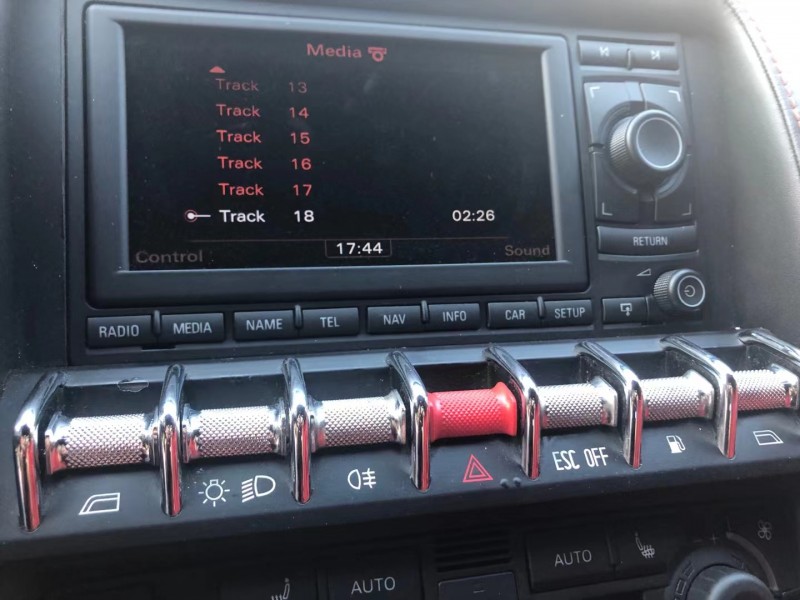 Media
Track 13
Track 14
Track 15
Track 16
Track 17
Track 18 02:26
Control 17:44 Sound
RETURN
RADIO MEDIA NAME TEL NAV INFO CAR SETUP
ESC OFF
AUTO AUTO